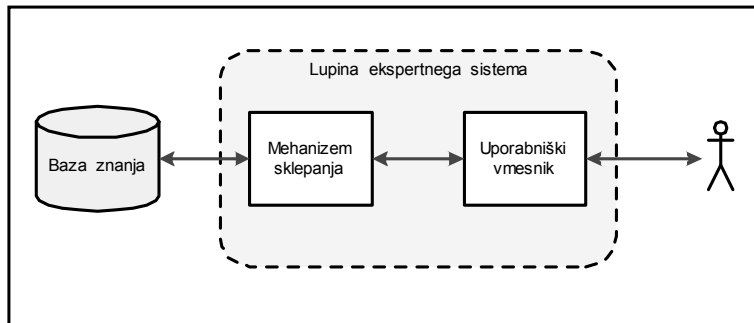 Lupina ekspertnega sistema
Baza znanja
Mehanizem
sklepanja
Uporabniški
vmesnik